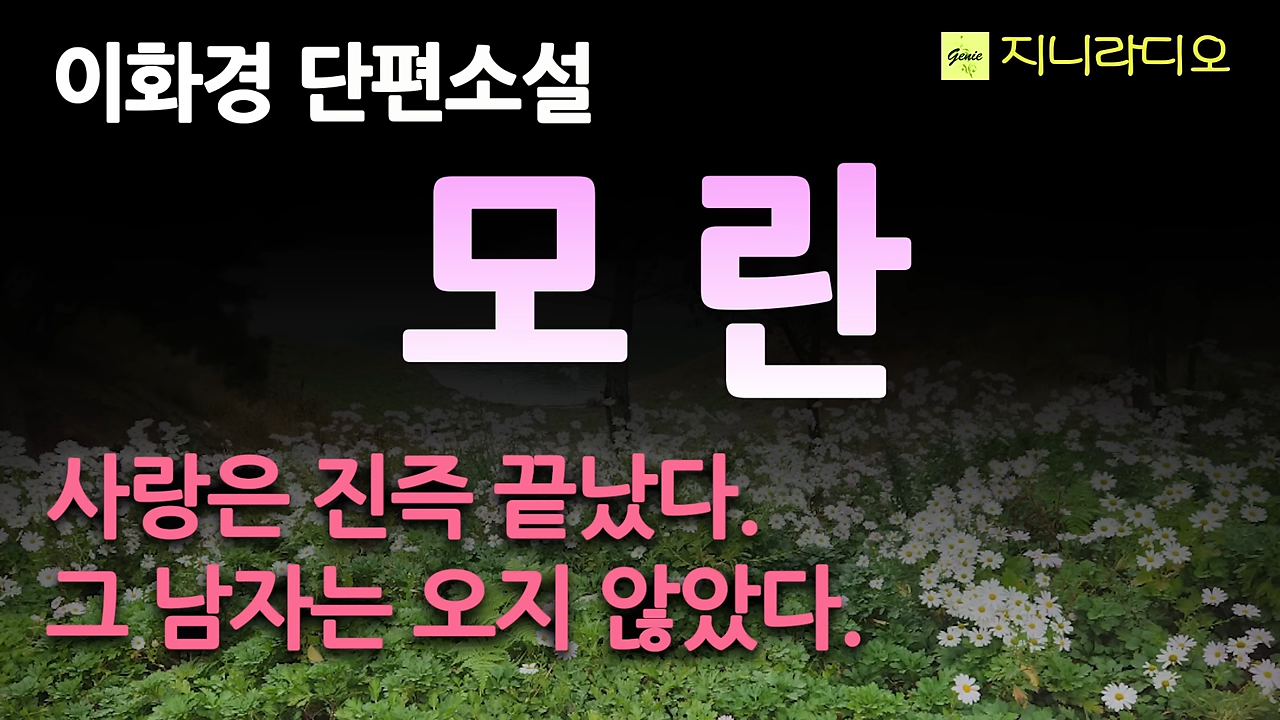 이화경 단편소설
Genie 지니라디오
모란
사랑은 진즉 끝났다.
그 남자는 오지 않았다.